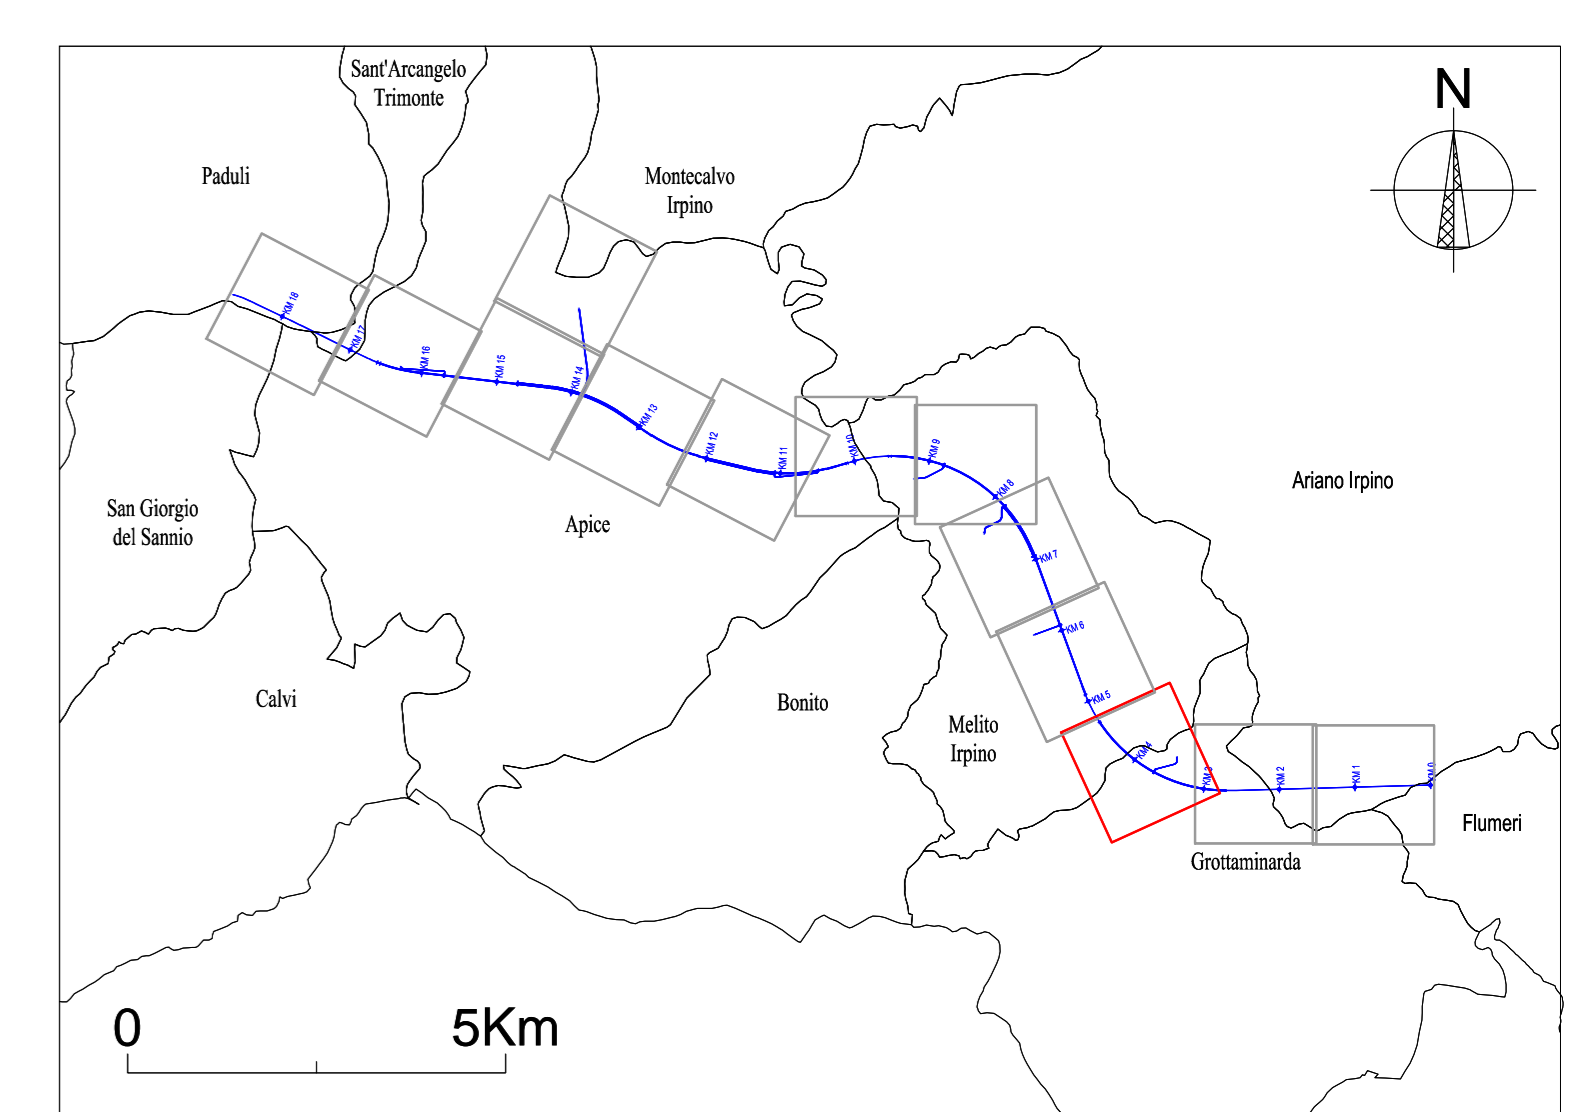 Sant'Arcangelo
Trimonte
N
Paduli
Montecalvo
Irpino
KM 18
KM 17
KM 16
KM 15
KM 14
KM 13
KM 12
KM 11
KM 10
KM 9
KM 8
KM 7
KM 6
KM 5
KM 4
KM 3
KM 2
KM 1
KM 0
Ariano Irpino
San Giorgio
del Sannio
Apice
Calvi
Bonito
Melito
Irpino
Flumeri
Grottaminarda
0
5Km